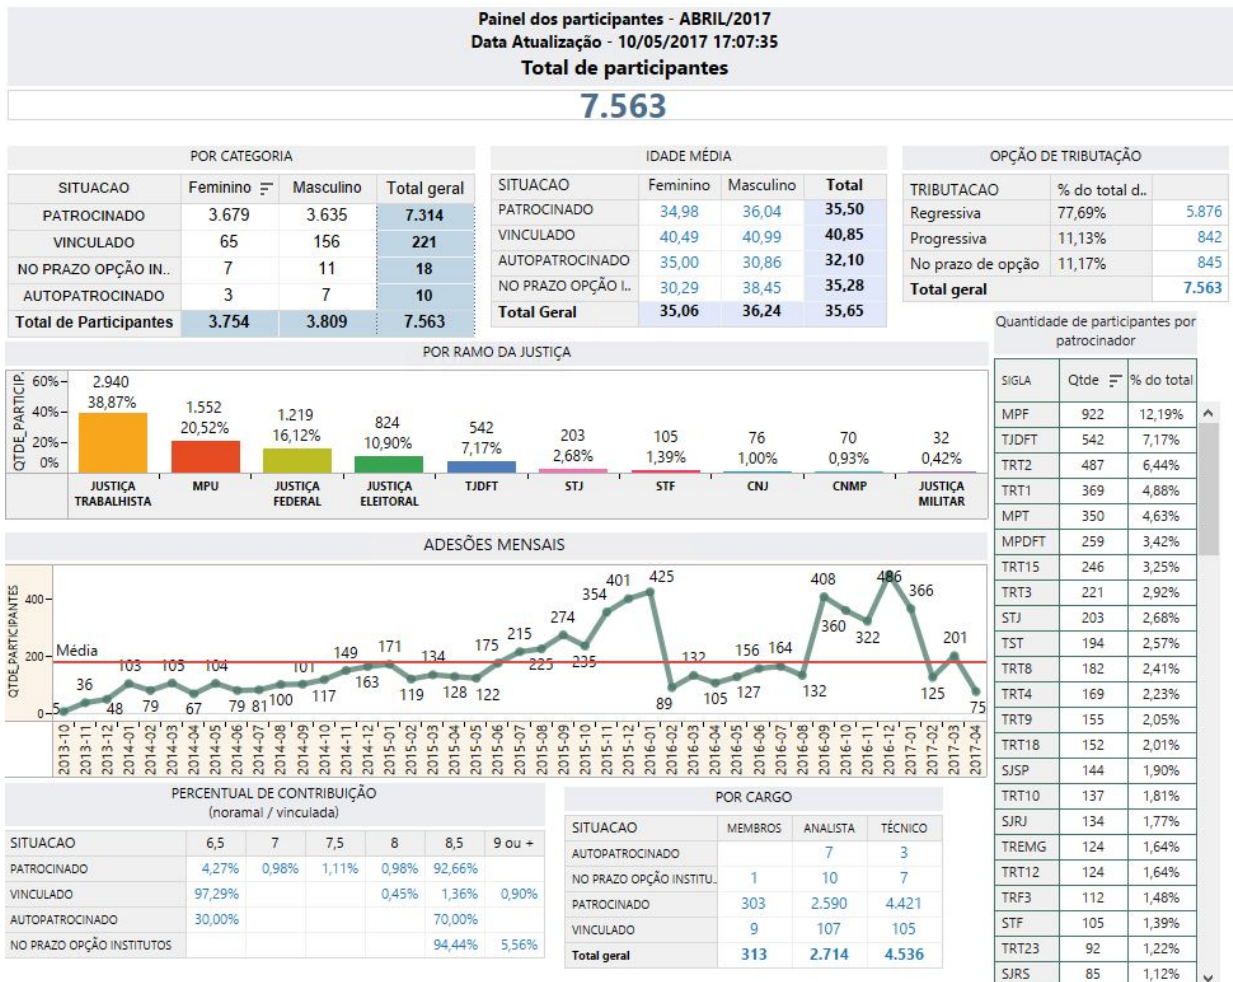 Painel dos participantes - ABRIL/2017
Data Atualização - 10/05/2017 17:07:35
Total de participantes
7.563
POR CATEGORIA
SITUACAO Feminino Masculino Total geral
PATROCINADO 3.679 3.635 7.314
VINCULADO 65 156 221
NO PRAZO OPÇÃO IN.. 7 11 18
AUTOPATROCINADO 3 7 10
Total de Participantes 3.754 3.809 7.563
IDADE MÉDIA
SITUACAO Feminino Masculino Total
PATROCINADO 34,98 36,04 35,50
VINCULADO 40,49 40,99 40,85
AUTOPATROCINADO 35,00 30,86 32,10
NO PRAZO OPÇÃO I.. 30,29 38,45 35,28
Total Geral 35,06 36,24 35,65
OPÇÃO DE TRIBUTAÇÃO
TRIBUTACAO % do total d..
Regressiva 77,69% 5.876
Progressiva 11,13% 842
No prazo de opção 11,17% 845
Total geral 7.563
POR RAMO DA JUSTIÇA
QTDE_PARTICIP.
60%
40%
20%
0%
2.940 1.552 1.219 824 542 203 105 76 70 32
38,87% 20,52% 16,12% 10,90% 7,17% 2,68% 1,39% 1,00% 0,93% 0,42%
JUSTIÇA TRABALHISTA MPU JUSTIÇA FEDERAL JUSTIÇA ELEITORAL TJDFT STJ STF CNJ CNMP JUSTIÇA MILITAR
ADESÕES MENSAIS
QTDE_PARTICIPANTES
400
200
0
Média
5 36 48 103 79 105 67 104 79 81 100 101 117 149 163 171 119 134 128 122 175 215 225 274 235 354 401 425 89 132 105 127 156 164 132 408 360 322 486 366 125 201 75
2013-10 2013-11 2013-12 2014-01 2014-02 2014-03 2014-04 2014-05 2014-06 2014-07 2014-08 2014-09 2014-10 2014-11 2014-12 2015-01 2015-02 2015-03 2015-04 2015-05 2015-06 2015-07 2015-08 2015-09 2015-10 2015-11 2015-12 2016-01 2016-02 2016-03 2016-04 2016-05 2016-06 2016-07 2016-08 2016-09 2016-10 2016-11 2016-12 2017-01 2017-02 2017-03 2017-04
PERCENTUAL DE CONTRIBUIÇÃO
(noramal / vinculada)
SITUACAO 6,5 7 7,5 8 8,5 9 ou +
PATROCINADO 4,27% 0,98% 1,11% 0,98% 92,66%
VINCULADO 97,29% 0,45% 1,36% 0,90%
AUTOPATROCINADO 30,00% 70,00%
NO PRAZO OPÇÃO INSTITUTOS 94,44% 5,56%
POR CARGO
SITUACAO MEMBROS ANALISTA TÉCNICO
AUTOPATROCINADO 7 3
NO PRAZO OPÇÃO INSTITU.. 1 10 7
PATROCINADO 303 2.590 4.421
VINCULADO 9 107 105
Total geral 313 2.714 4.536
Quantidade de participantes por
patrocinador
SIGLA Qtde % do total
MPF 922 12,19%
TJDFT 542 7,17%
TRT2 487 6,44%
TRT1 369 4,88%
MPT 350 4,63%
MPDFT 259 3,42%
TRT15 246 3,25%
TRT3 221 2,92%
STJ 203 2,68%
TST 194 2,57%
TRT8 182 2,41%
TRT4 169 2,23%
TRT9 155 2,05%
TRT18 152 2,01%
SJSP 144 1,90%
TRT10 137 1,81%
SJRJ 134 1,77%
TREMG 124 1,64%
TRT12 124 1,64%
TRF3 112 1,48%
STF 105 1,39%
TRT23 92 1,22%
SJRS 85 1,12%